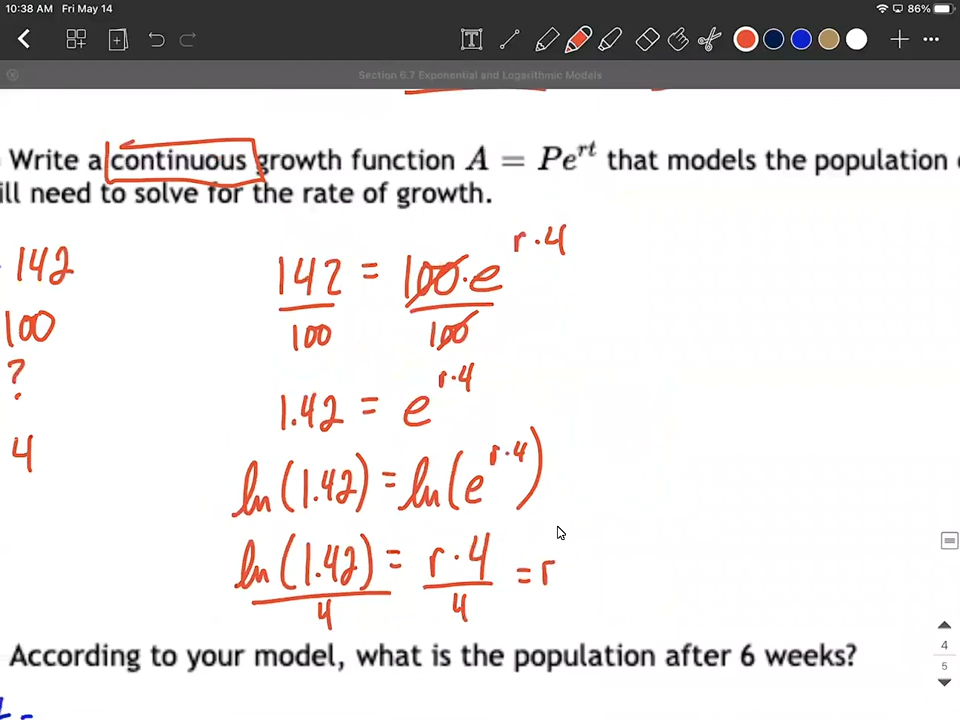 10:38 AM Fri May 14
86%
Section 6.7 Exponential and Logarithmic Models
Write a continuous growth function A = Pe^{rt} that models the population
ill need to solve for the rate of growth.
142
100
?
4
142 = 100·e^{r·4}
100 100
1.42 = e^{r·4}
ln(1.42) = ln(e^{r·4})
ln(1.42) = r·4 = r
4 4
According to your model, what is the population after 6 weeks?
4
5